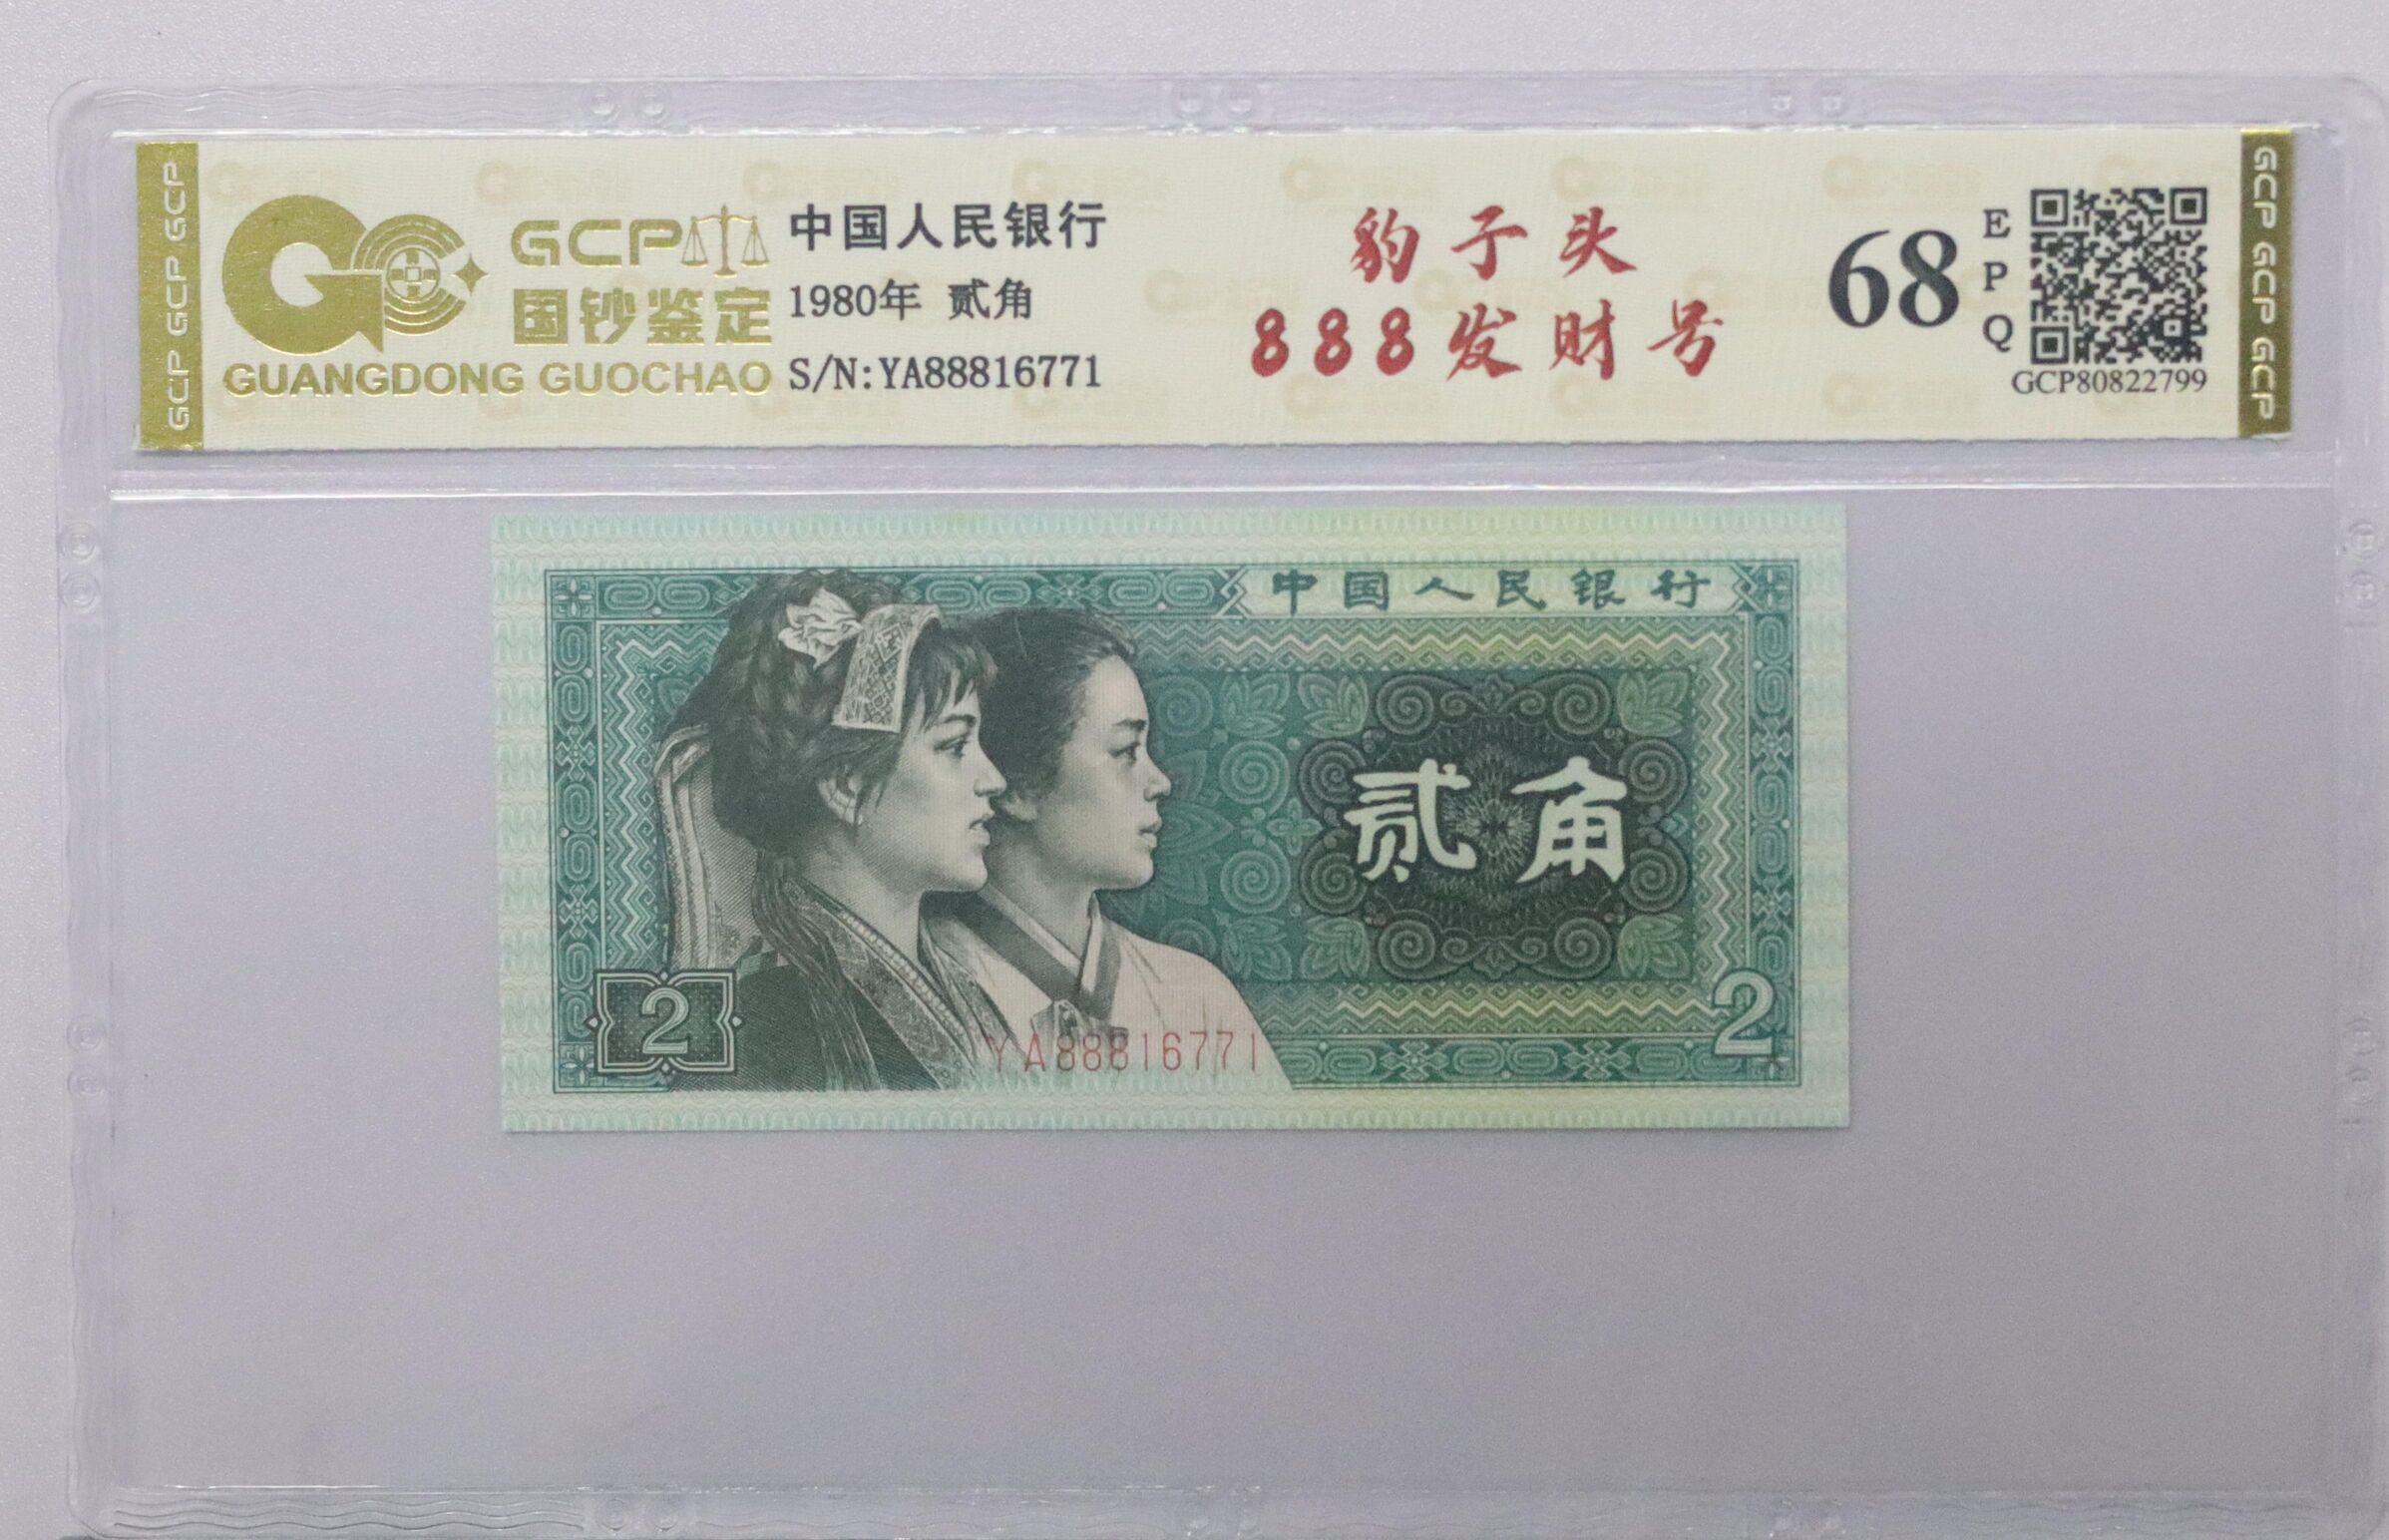 GCP GCP GCP
GCP
国钞鉴定
GUANGDONG GUOCHAO
中国人民银行
1980年 贰角
S/N:YA88816771
豹子头
888发财号
68
EPQ
GCP80822799
GCP GCP GCP
中国人民银行
贰角
2
YA88816771
2